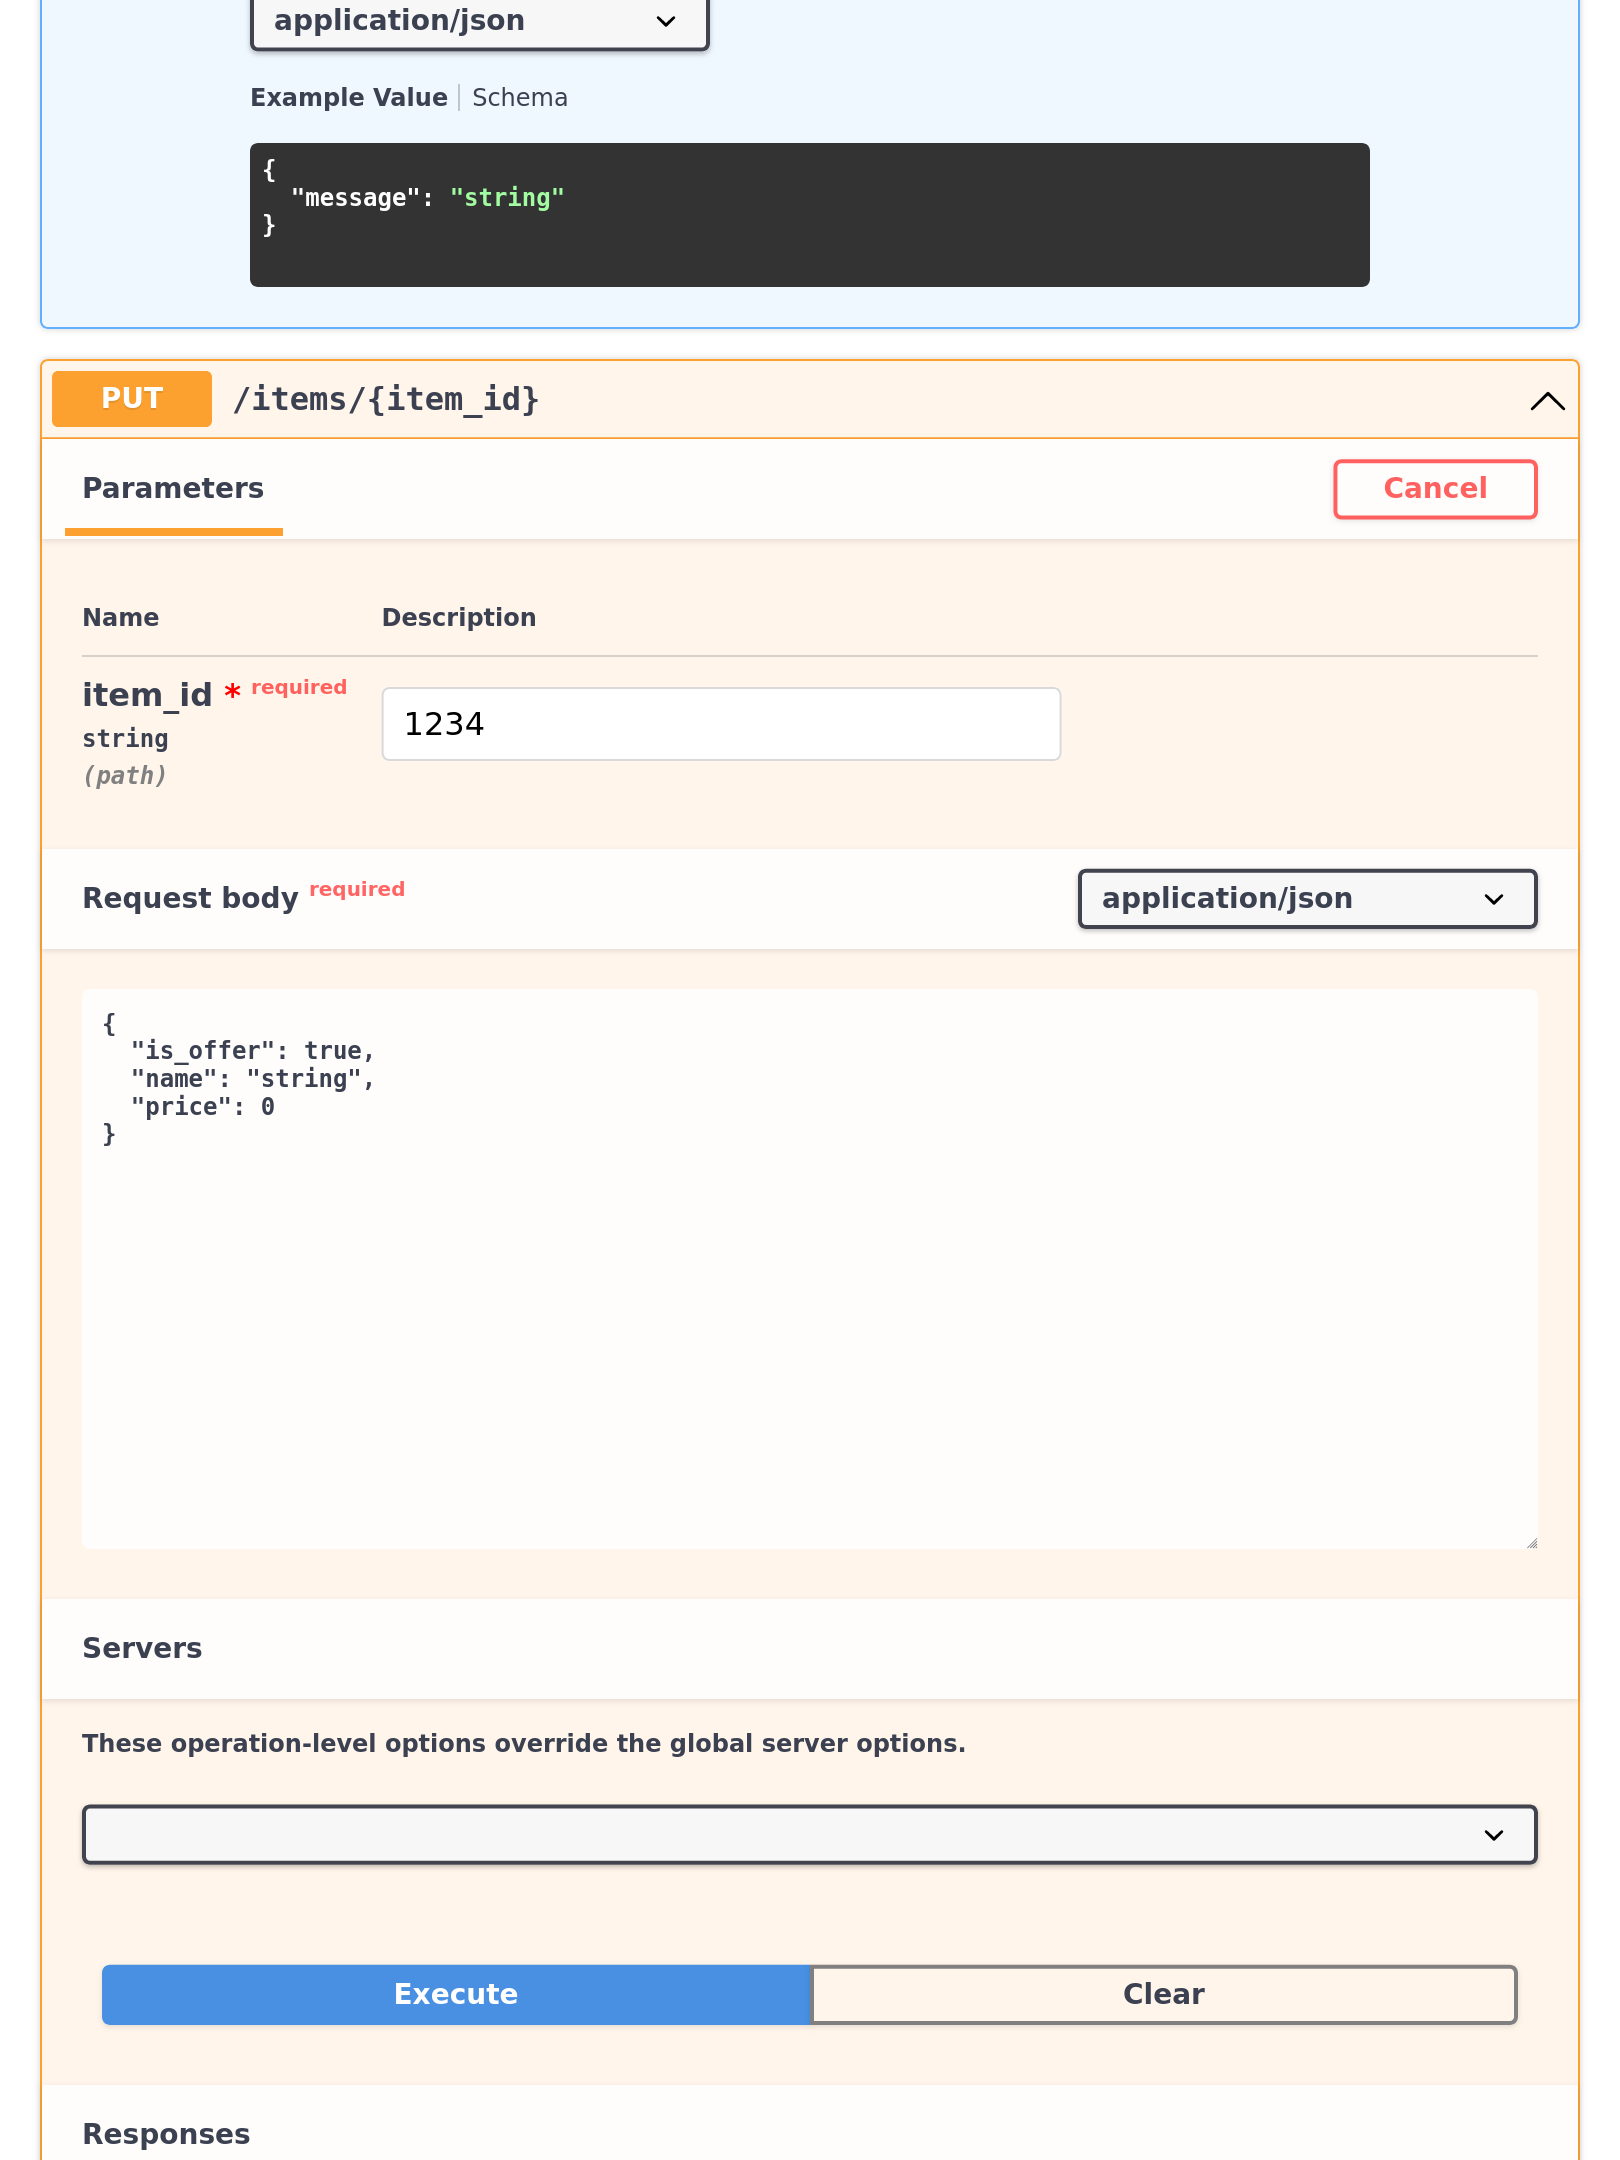 application/json
Example Value Schema
{
  "message": "string"
}
PUT /items/{item_id}
Parameters Cancel
Name Description
item_id * required 1234
string
(path)
Request body required application/json
{
  "is_offer": true,
  "name": "string",
  "price": 0
}
Servers
These operation-level options override the global server options.
Execute Clear
Responses